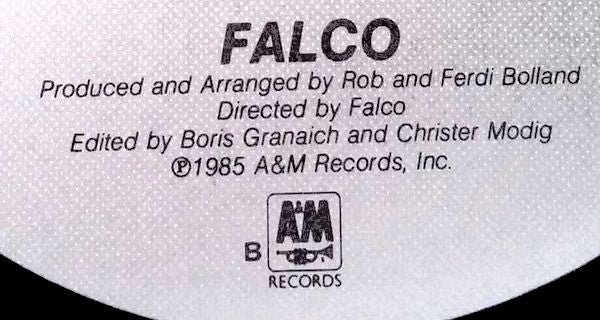 FALCO
Produced and Arranged by Rob and Ferdi Bolland
Directed by Falco
Edited by Boris Granaich and Christer Modig
℗1985 A&M Records, Inc.
A&M
B
RECORDS